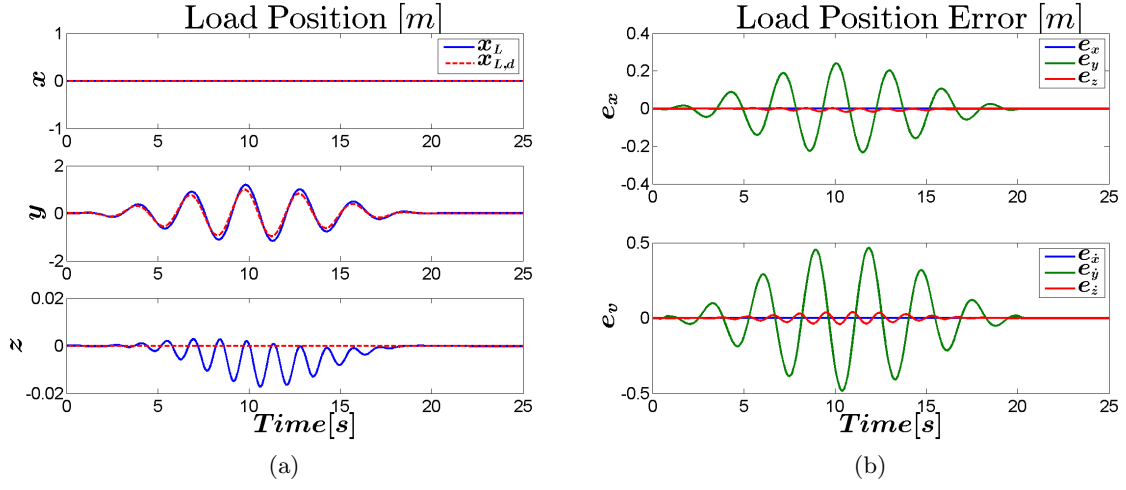 Load Position [m]
1
x
0
-1
x_L
x_{L,d}
0 5 10 15 20 25
2
y
0
-2
0 5 10 15 20 25
0.02
z
0
-0.02
0 5 10 15 20 25
Time[s]
(a)
Load Position Error [m]
0.4
0.2
e_x
0
-0.2
-0.4
e_x
e_y
e_z
0 5 10 15 20 25
0.5
e_v
0
-0.5
e_ẋ
e_ẏ
e_ż
0 5 10 15 20 25
Time[s]
(b)